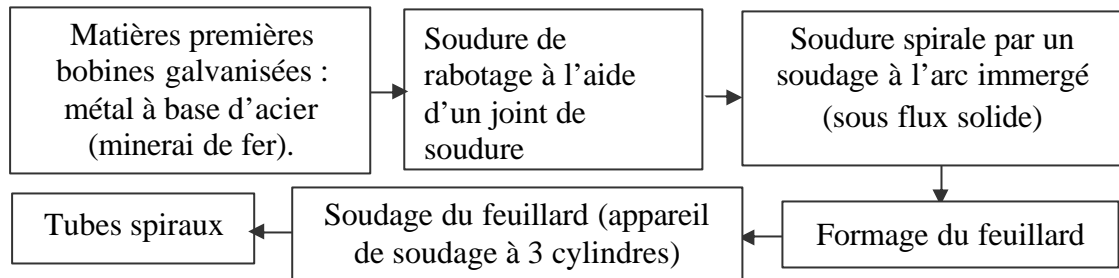 Matières premières
bobines galvanisées :
métal à base d’acier
(minerai de fer).
Soudure de
rabotage à l’aide
d’un joint de
soudure
Soudure spirale par un
soudage à l’arc immergé
(sous flux solide)
Formage du feuillard
Soudage du feuillard (appareil
de soudage à 3 cylindres)
Tubes spiraux